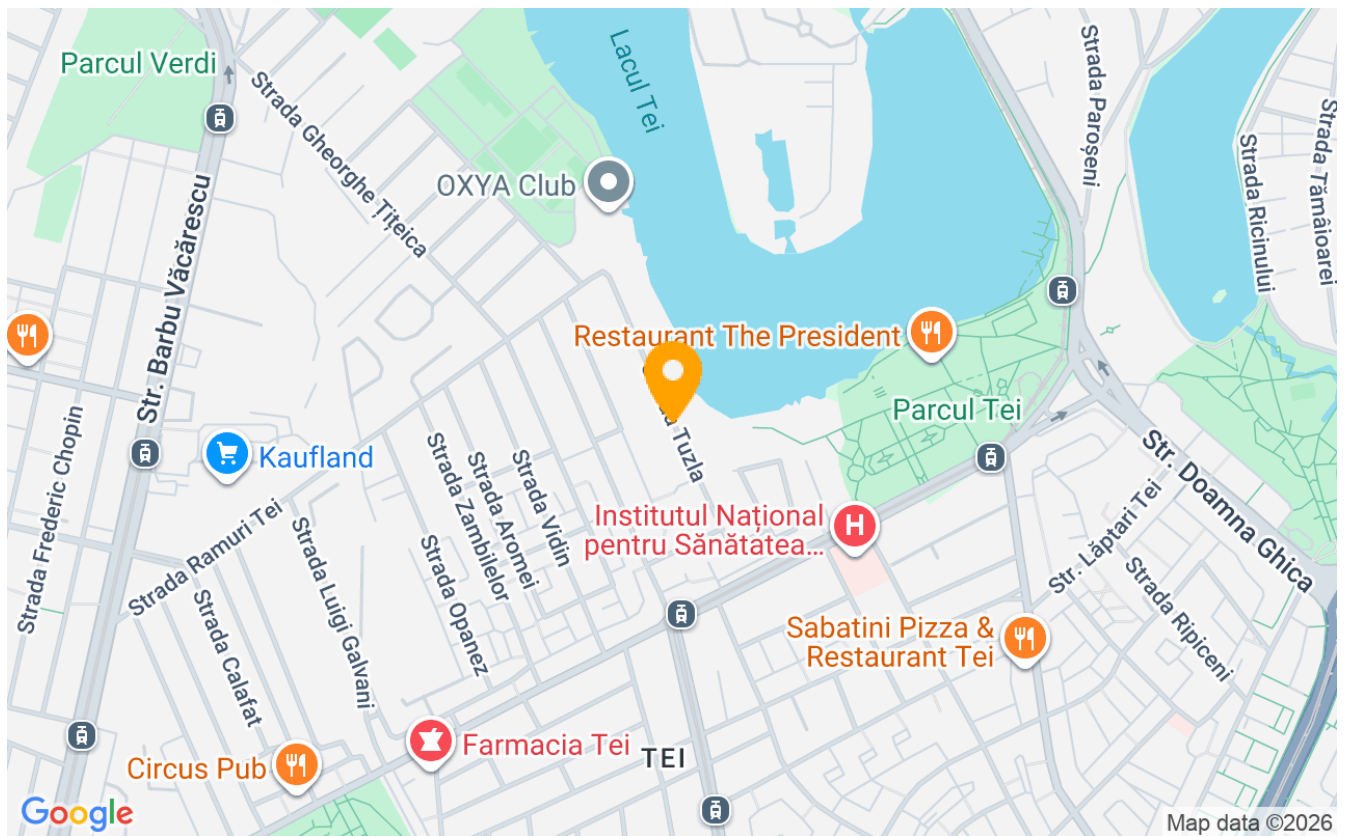 Parcul Verdi
Strada Gheorghe Țițeica
Lacul Tei
Strada Paroșeni
Strada Ricinului
Strada Tămâioarei
OXYA Club
Str. Barbu Văcărescu
Restaurant The President
Parcul Tei
Tuzla
Strada Frederic Chopin
Kaufland
Strada Zambilelor
Strada Aromei
Strada Vidin
Str. Doamna Ghica
Institutul Național
pentru Sănătatea...
H
Strada Ramuri Tei
Strada Luigi Galvani
Strada Opanez
Str. Lăptari Tei
Strada Ripiceni
Strada Calafat
Sabatini Pizza &
Restaurant Tei
Farmacia Tei
TEI
Circus Pub
Google
Map data ©2026